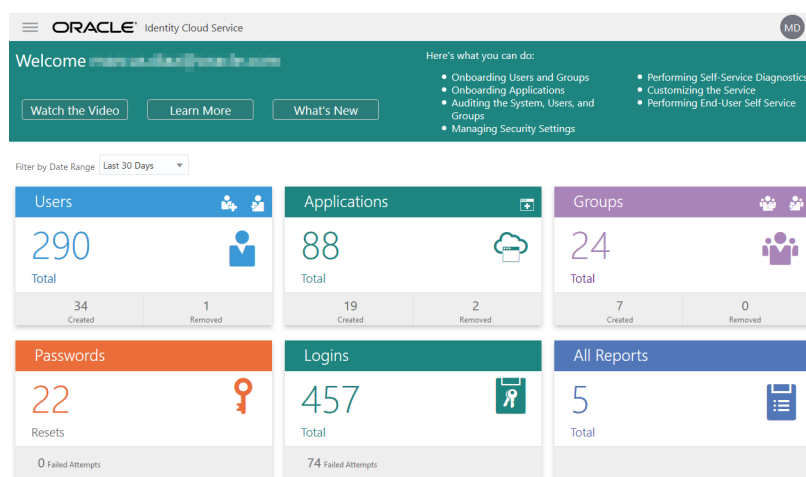 ORACLE® Identity Cloud Service
MD
Welcome
Watch the Video
Learn More
What's New
Here's what you can do:
• Onboarding Users and Groups
• Onboarding Applications
• Auditing the System, Users, and
Groups
• Managing Security Settings
• Performing Self-Service Diagnostics
• Customizing the Service
• Performing End-User Self Service
Filter by Date Range Last 30 Days
Users
290
Total
34
Created
1
Removed
Applications
88
Total
19
Created
2
Removed
Groups
24
Total
7
Created
0
Removed
Passwords
22
Resets
0 Failed Attempts
Logins
457
Total
74 Failed Attempts
All Reports
5
Total